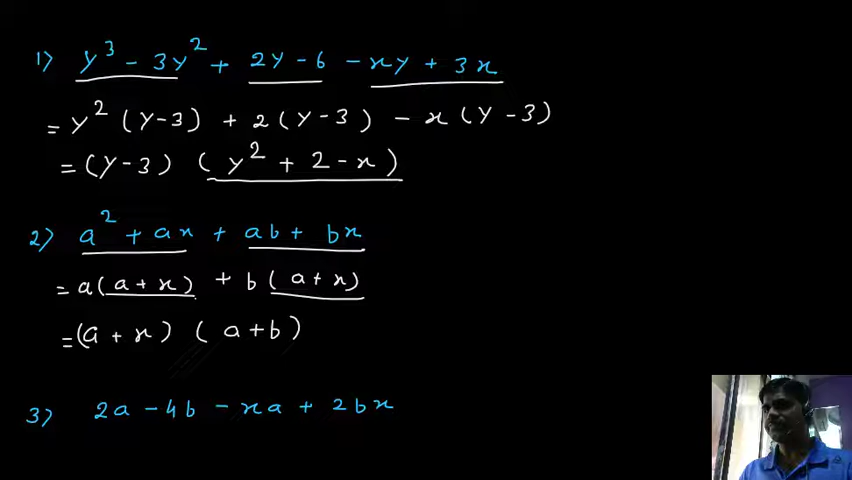 1) y³ - 3y² + 2y - 6 - xy + 3x
= y² (y-3) + 2 (y-3) - x (y-3)
= (y-3) (y² + 2 - x)
2) a² + ax + ab + bx
= a(a+x) + b(a+x)
= (a+x) (a+b)
3) 2a - 4b - xa + 2bx